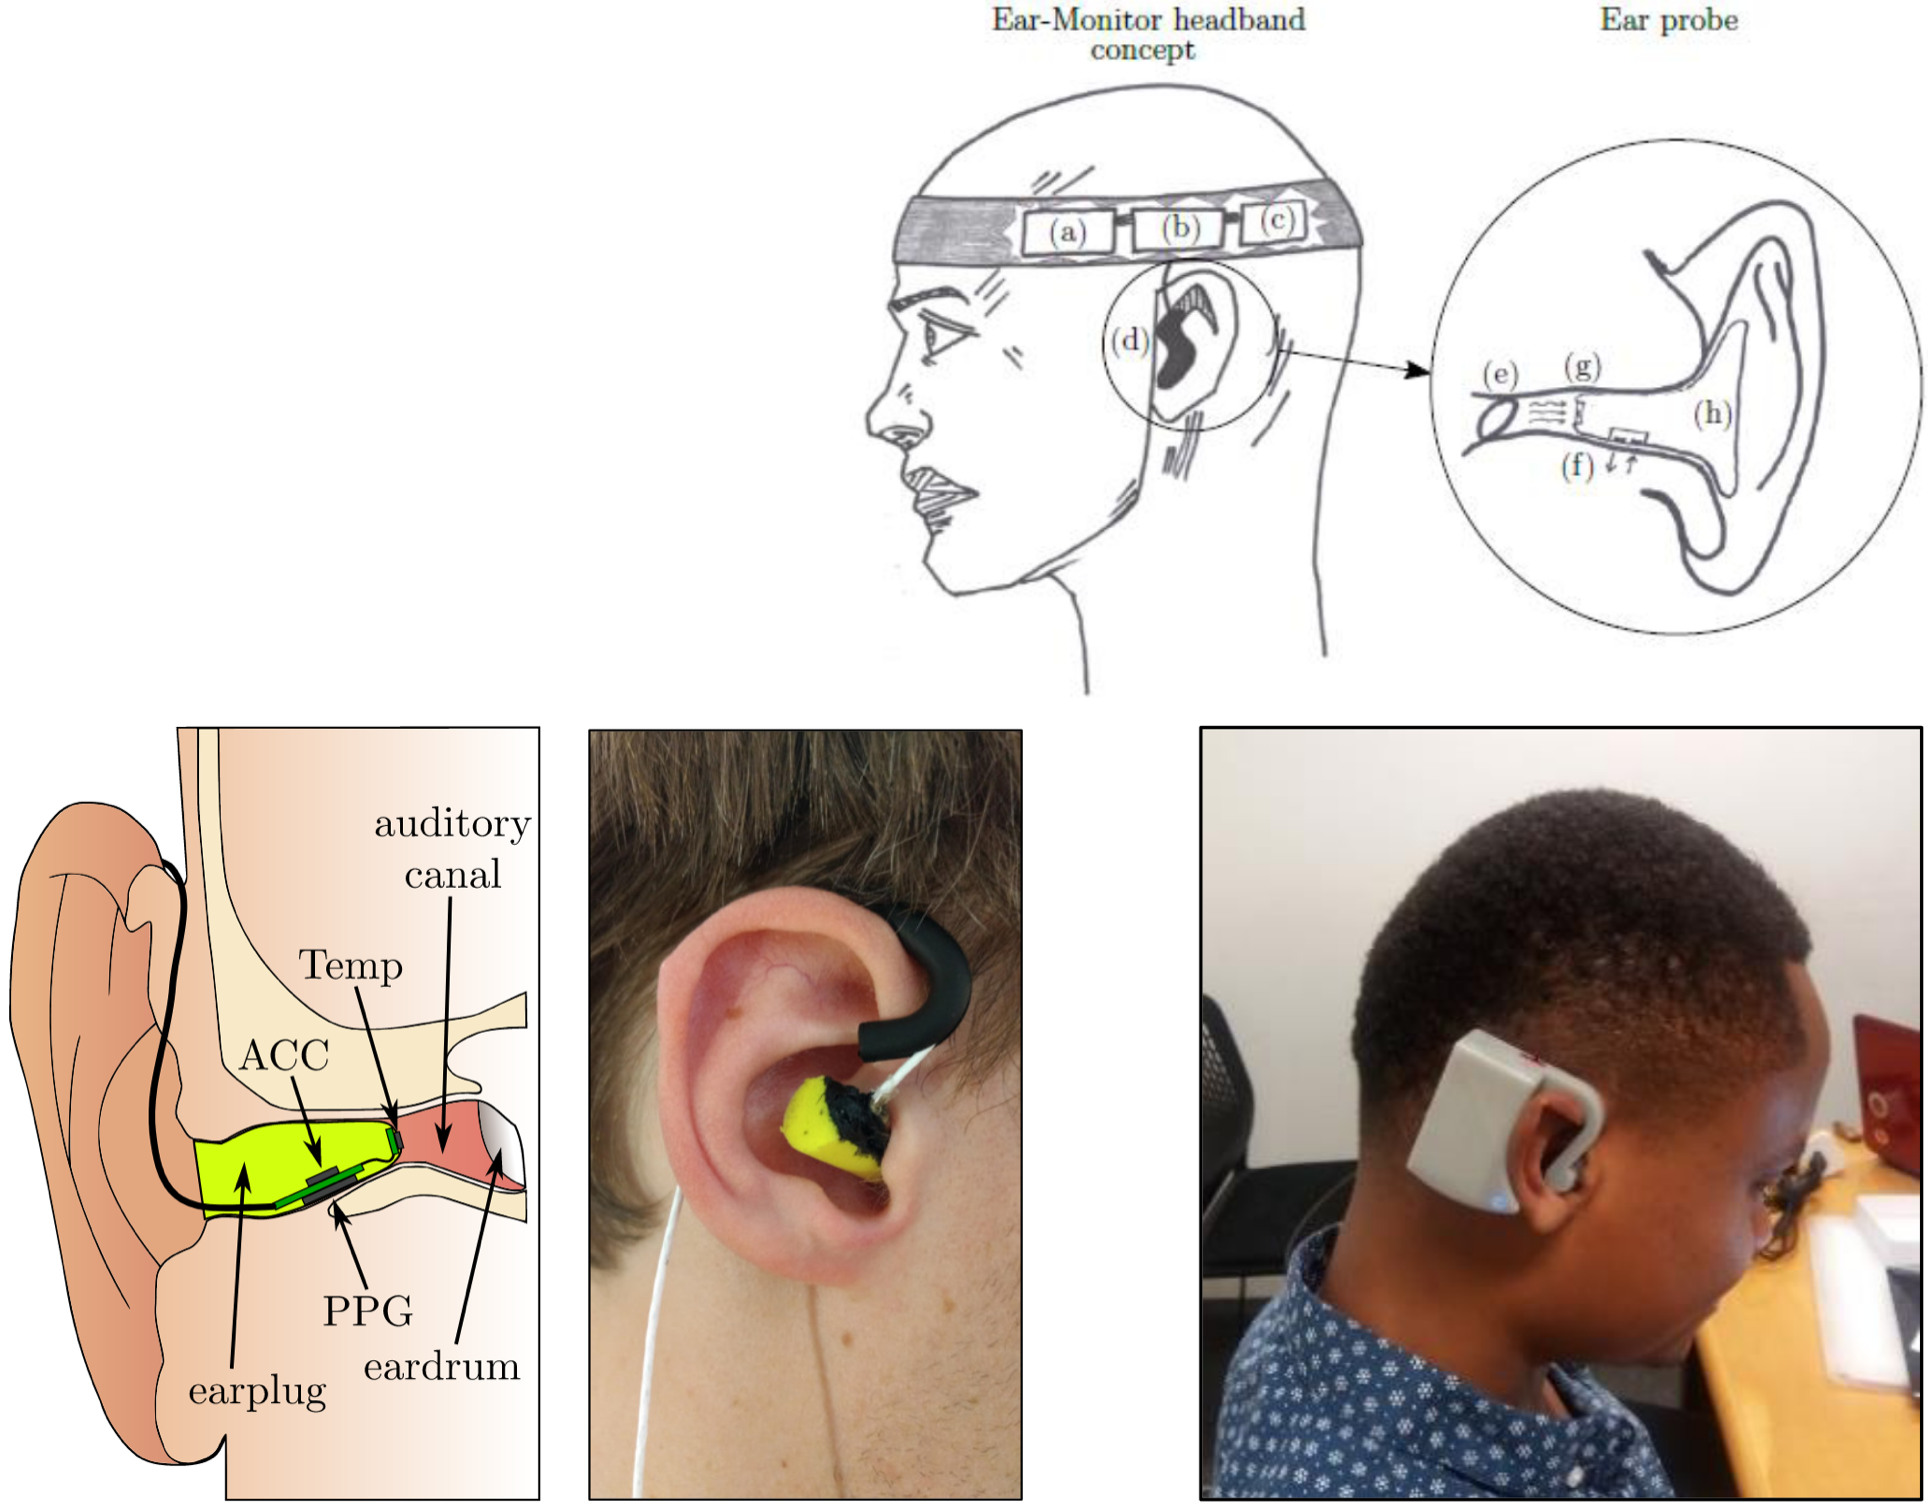 Ear-Monitor headband
concept
Ear probe
(a)
(b)
(c)
(d)
(e)
(g)
(h)
(f)
auditory
canal
Temp
ACC
PPG
eardrum
earplug